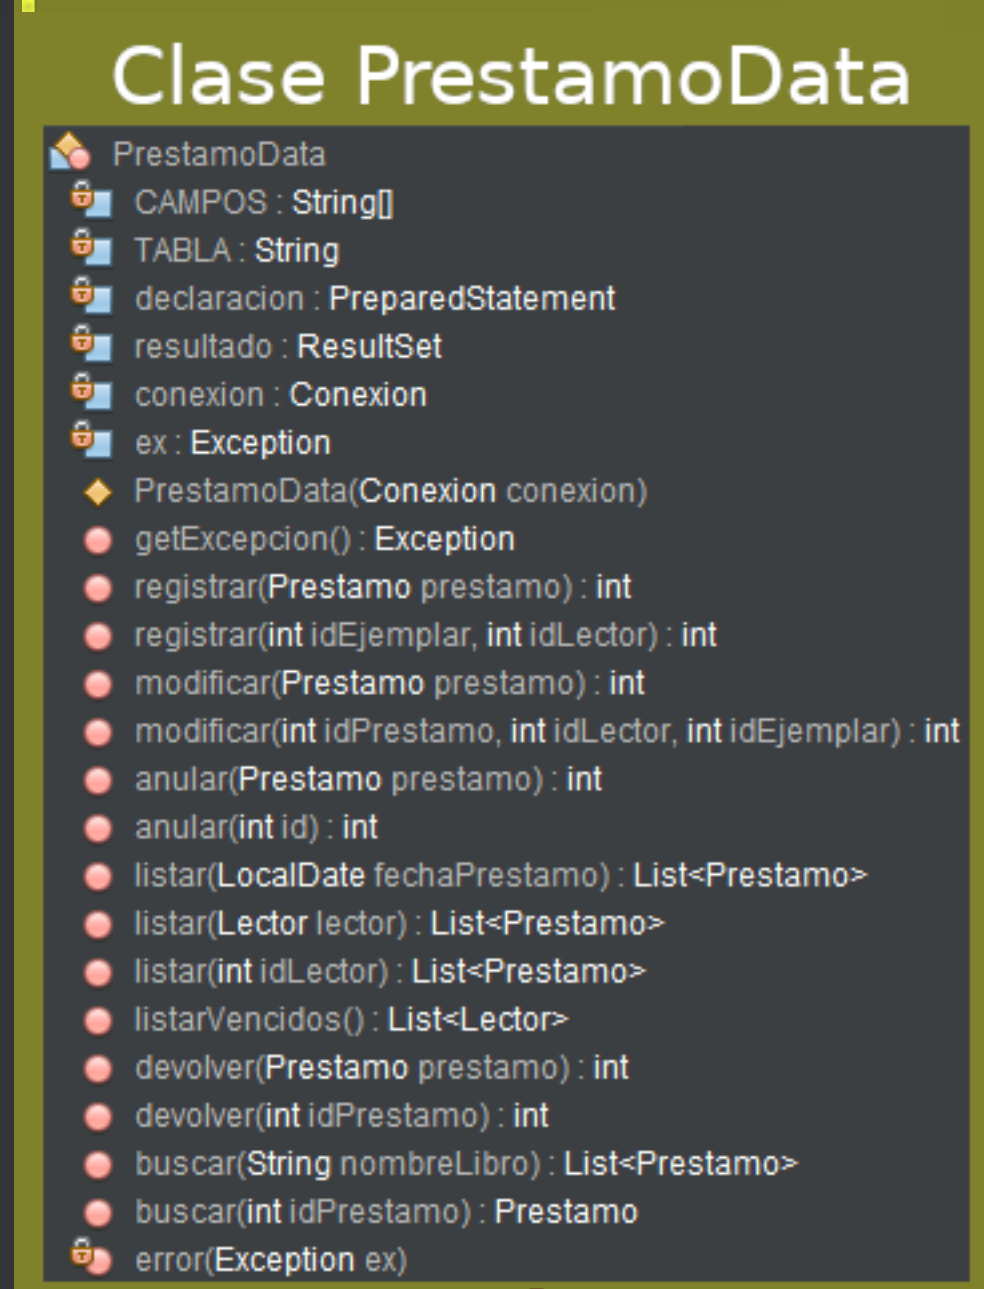 Clase PrestamoData
PrestamoData
CAMPOS : String[]
TABLA : String
declaracion : PreparedStatement
resultado : ResultSet
conexion : Conexion
ex : Exception
PrestamoData(Conexion conexion)
getExcepcion() : Exception
registrar(Prestamo prestamo) : int
registrar(int idEjemplar, int idLector) : int
modificar(Prestamo prestamo) : int
modificar(int idPrestamo, int idLector, int idEjemplar) : int
anular(Prestamo prestamo) : int
anular(int id) : int
listar(LocalDate fechaPrestamo) : List<Prestamo>
listar(Lector lector) : List<Prestamo>
listar(int idLector) : List<Prestamo>
listarVencidos() : List<Lector>
devolver(Prestamo prestamo) : int
devolver(int idPrestamo) : int
buscar(String nombreLibro) : List<Prestamo>
buscar(int idPrestamo) : Prestamo
error(Exception ex)